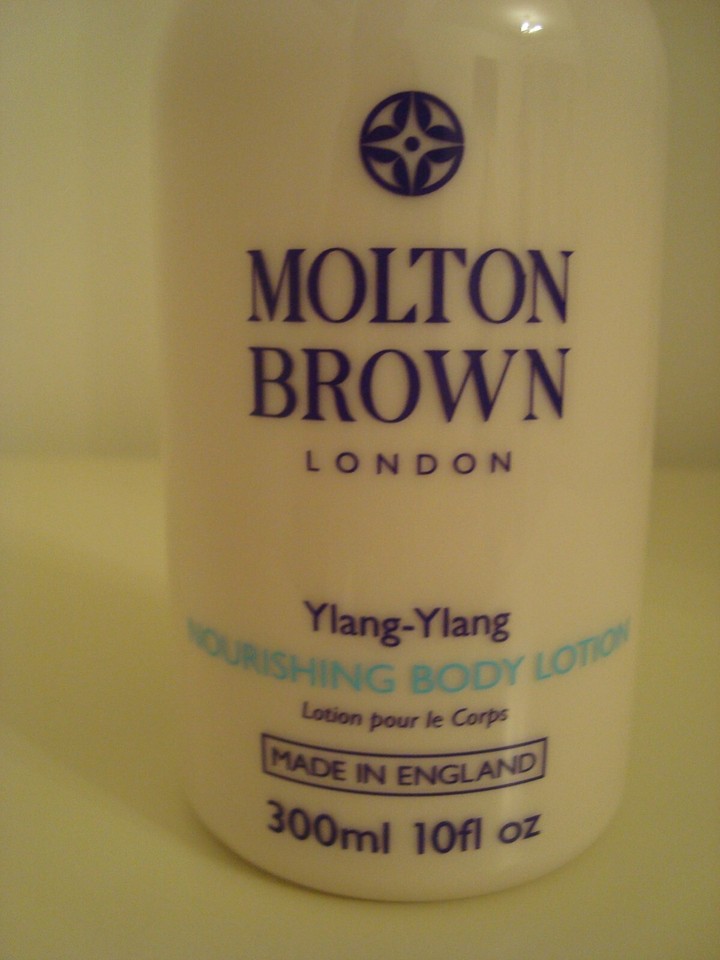 MOLTON
BROWN
LONDON
Ylang-Ylang
NOURISHING BODY LOTION
Lotion pour le Corps
MADE IN ENGLAND
300ml 10fl oz